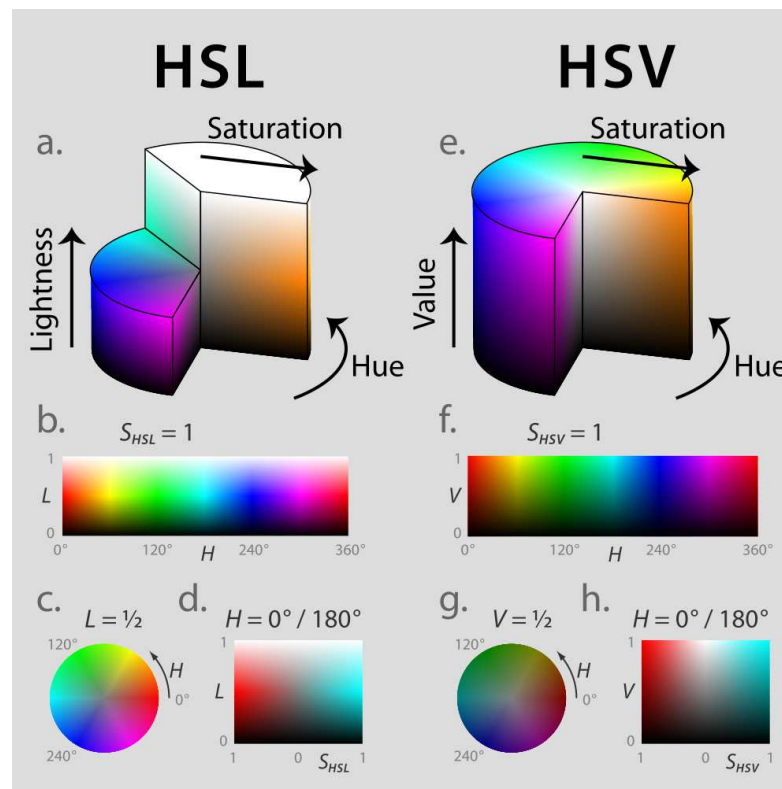 HSL
HSV
a.
Saturation
Lightness
Hue
e.
Saturation
Value
Hue
b.
S_HSL = 1
1
L
0
0°
120°
H
240°
360°
f.
S_HSV = 1
1
V
0
0°
120°
H
240°
360°
c.
L = ½
120°
H
0°
240°
d.
H = 0° / 180°
1
L
0
1
0
S_HSL
1
g.
V = ½
120°
H
0°
240°
h.
H = 0° / 180°
1
V
0
1
0
S_HSV
1